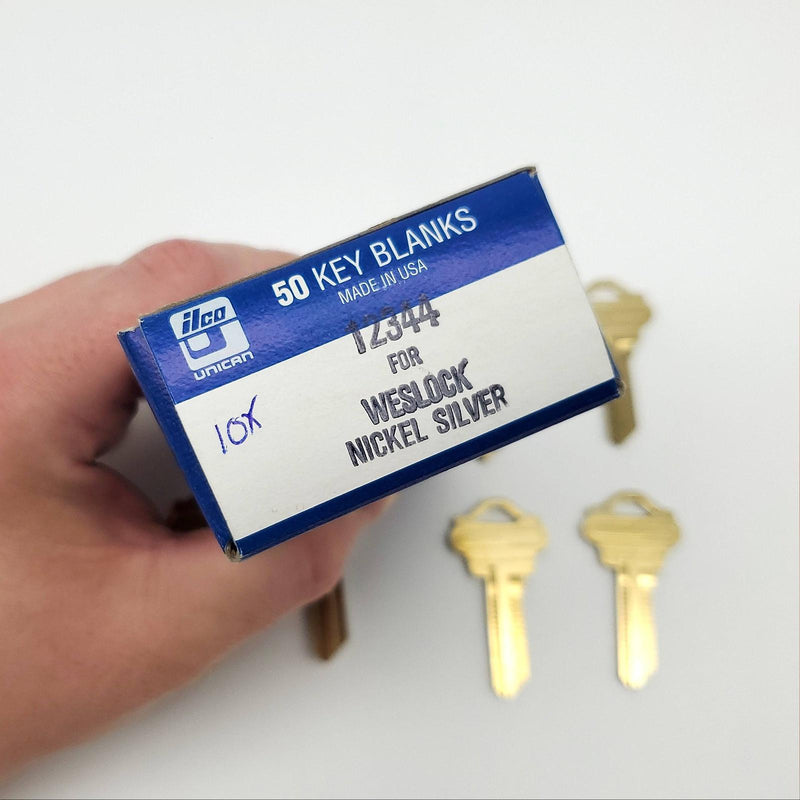 50 KEY BLANKS
MADE IN USA
ilco
UNICAN
12344
FOR
WESLOCK
NICKEL SILVER
10X